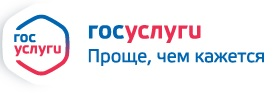 гос
услуги
госуслуги
Проще, чем кажется